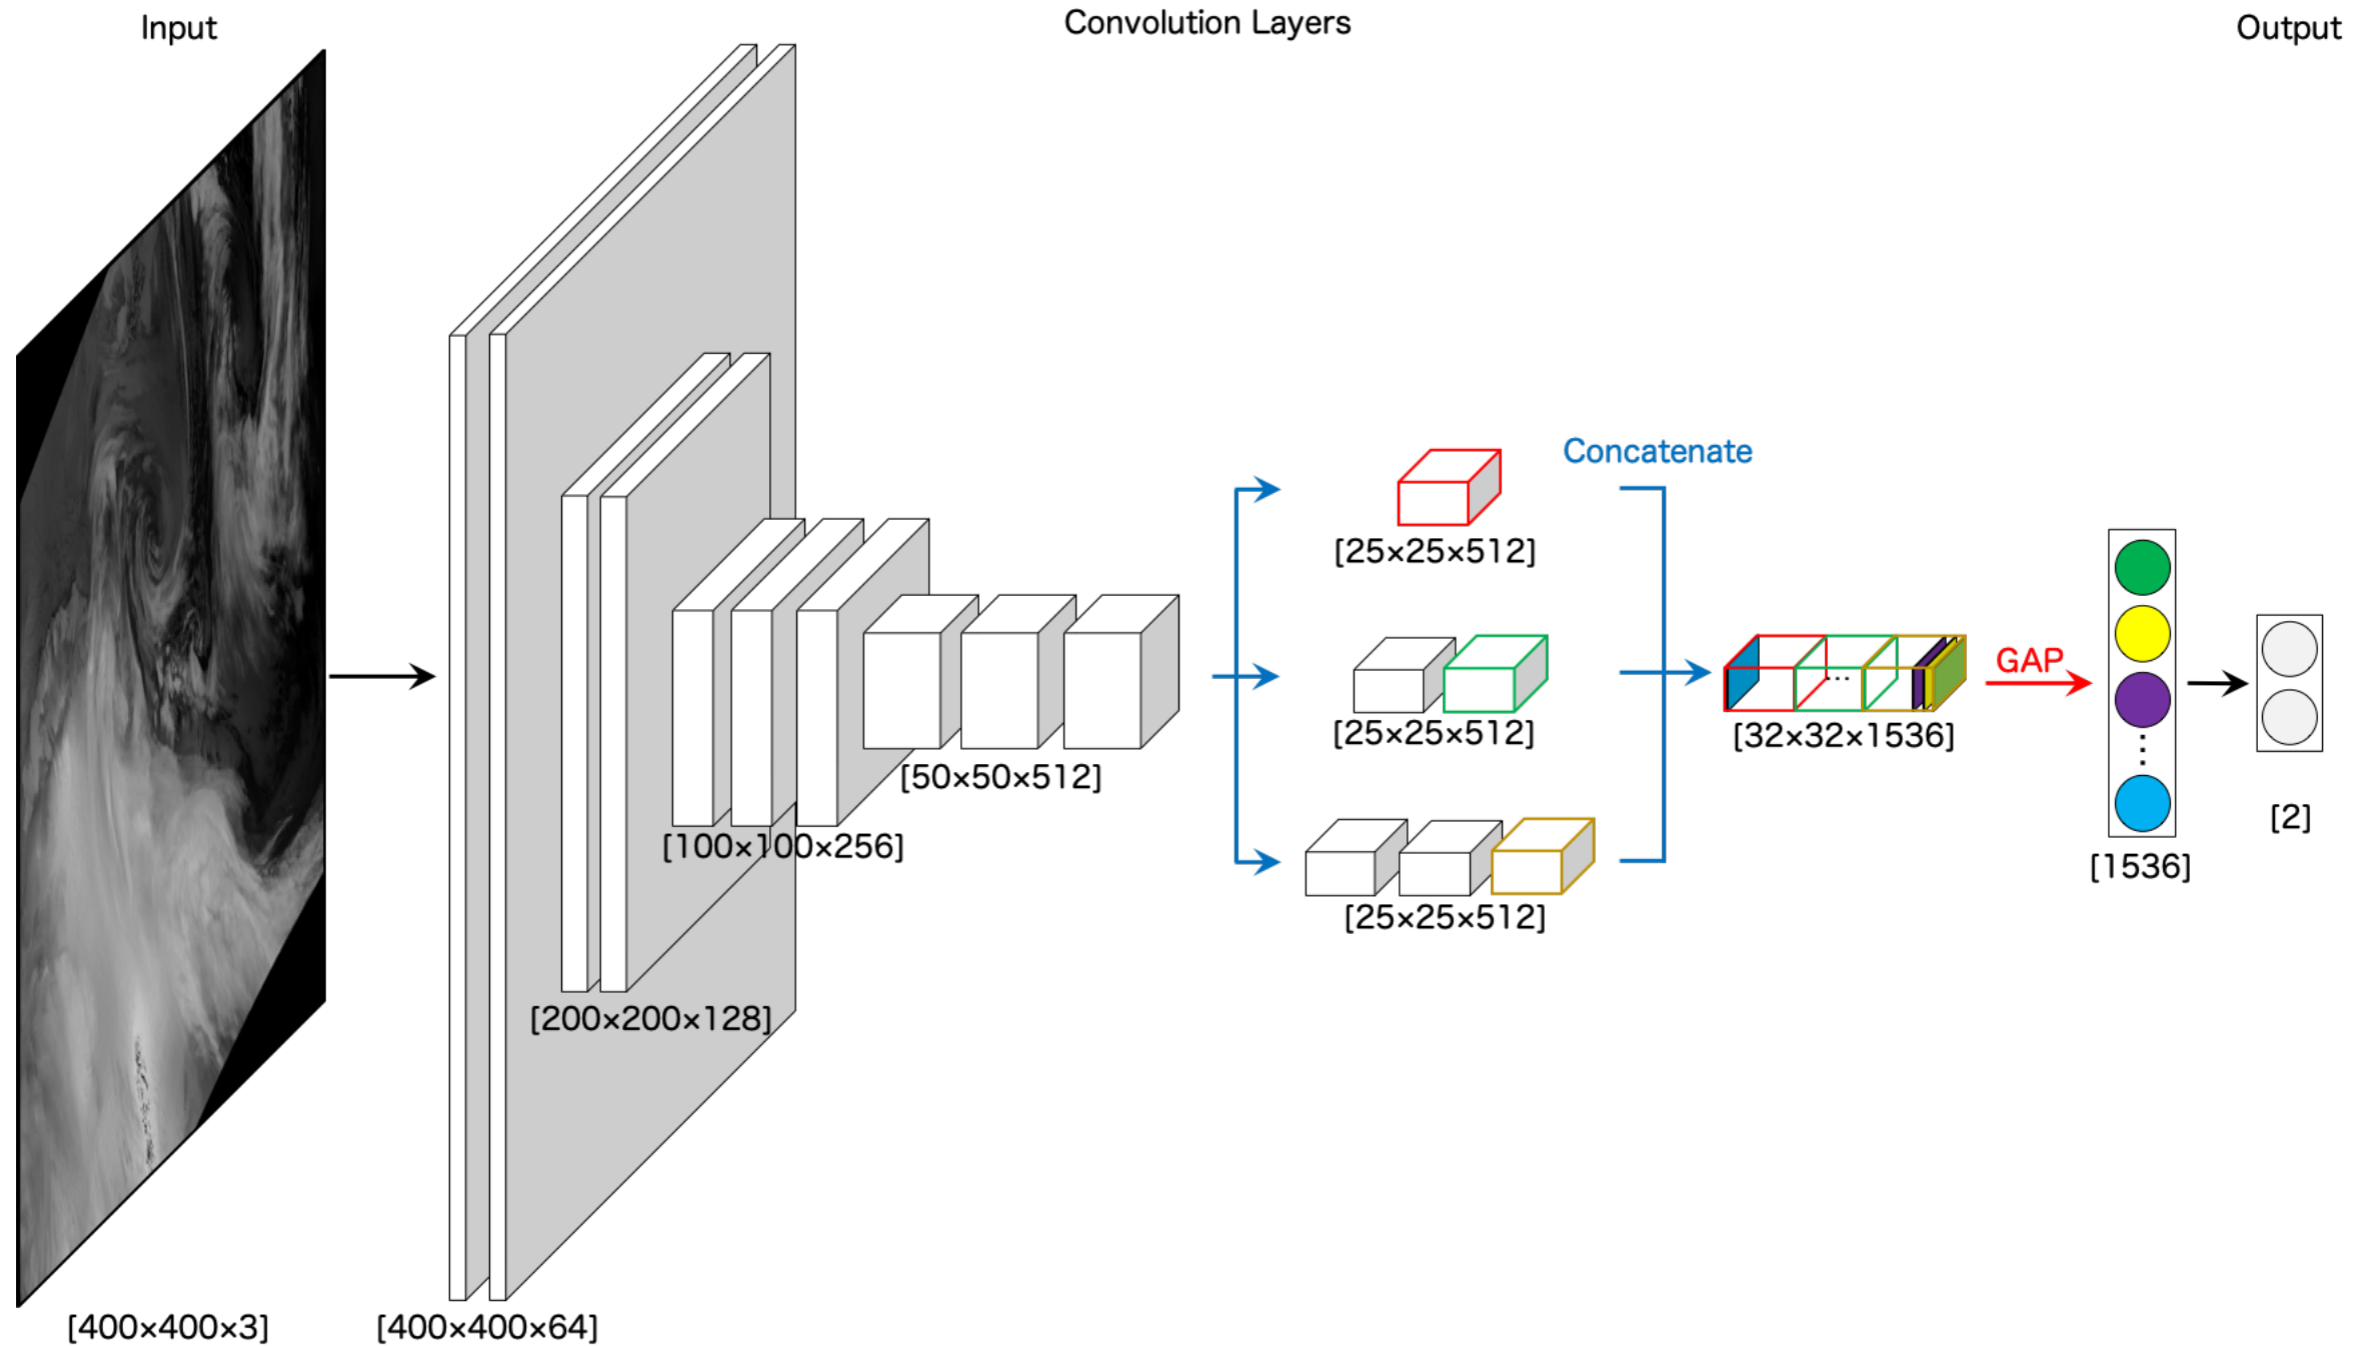 Input
Convolution Layers
Output
Concatenate
[25×25×512]
[25×25×512]
[25×25×512]
GAP
[32×32×1536]
[50×50×512]
[100×100×256]
[200×200×128]
[400×400×3]
[400×400×64]
[1536]
[2]